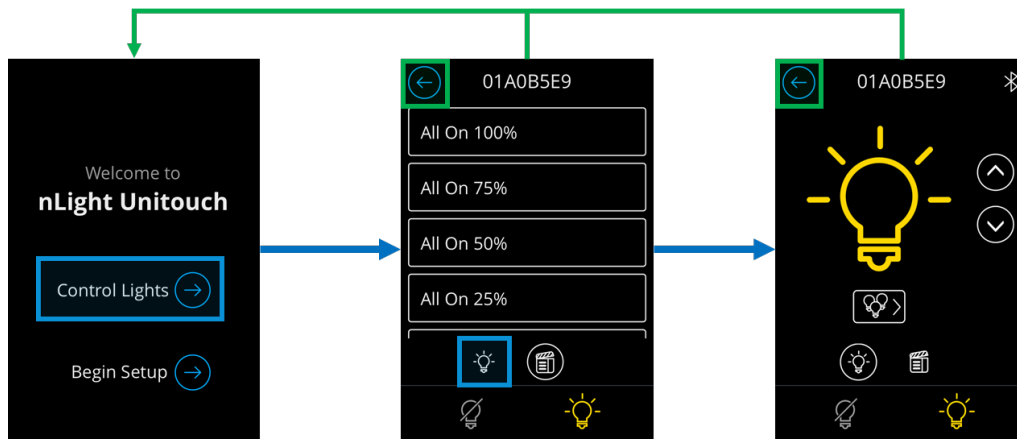 Welcome to
nLight Unitouch
Control Lights
Begin Setup
01A0B5E9
All On 100%
All On 75%
All On 50%
All On 25%
01A0B5E9